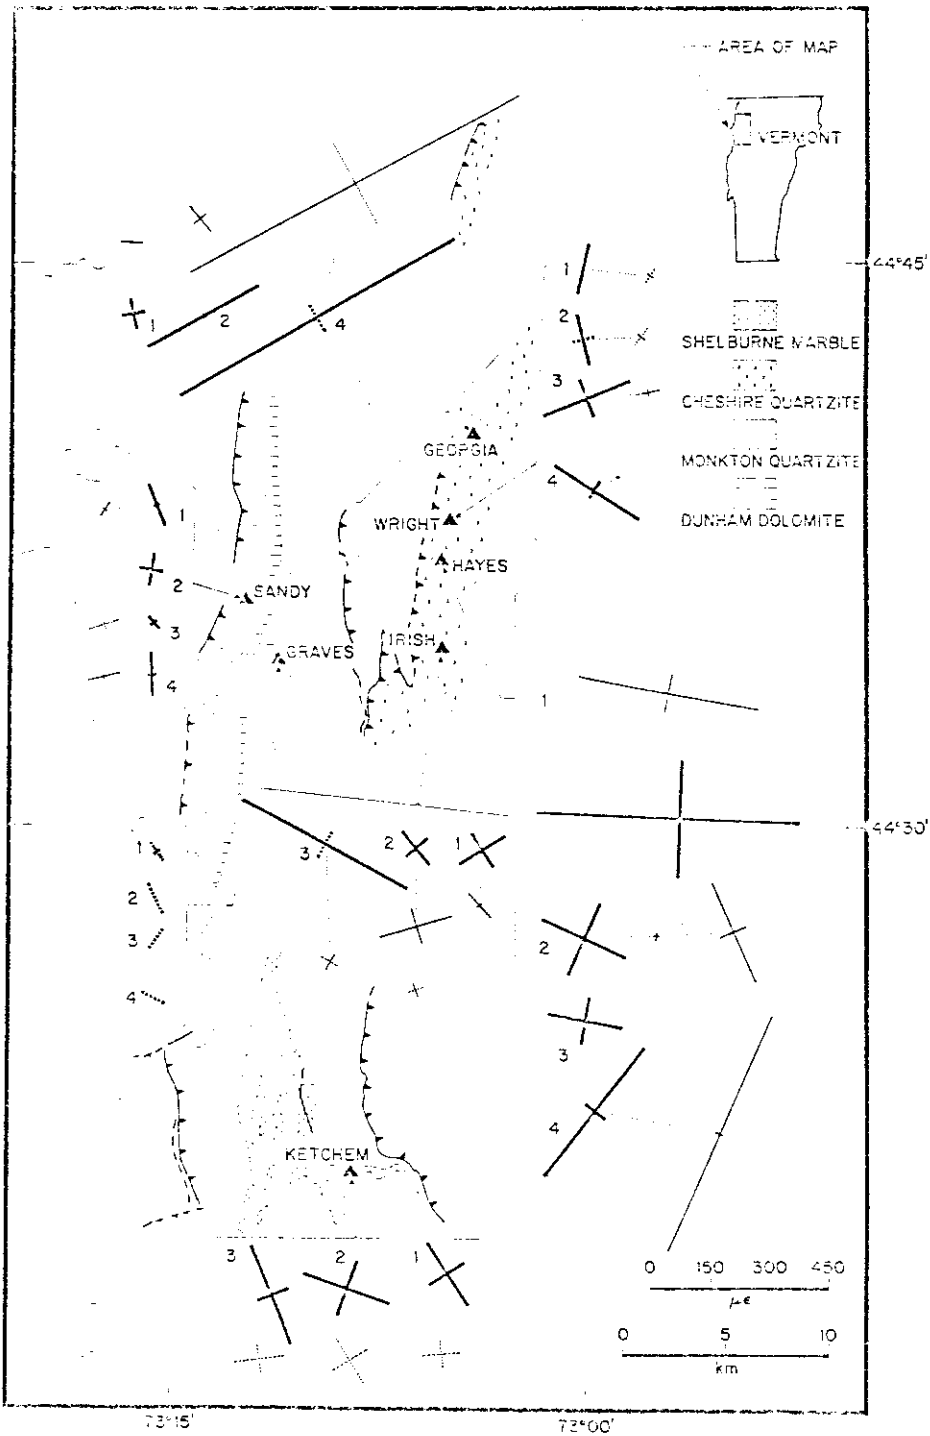 AREA OF MAP
VERMONT
44°45'
1
2
4
1
2
3
4
SHELBURNE MARBLE
CHESHIRE QUARTZITE
MONKTON QUARTZITE
DUNHAM DOLOMITE
GEORGIA
WRIGHT
HAYES
IRISH
SANDY
GRAVES
1
2
3
4
1
44°30'
1
2
3
4
3
2
1
2
3
4
KETCHEM
3
2
1
0 150 300 450
με
0 5 10
km
73°15'
73°00'